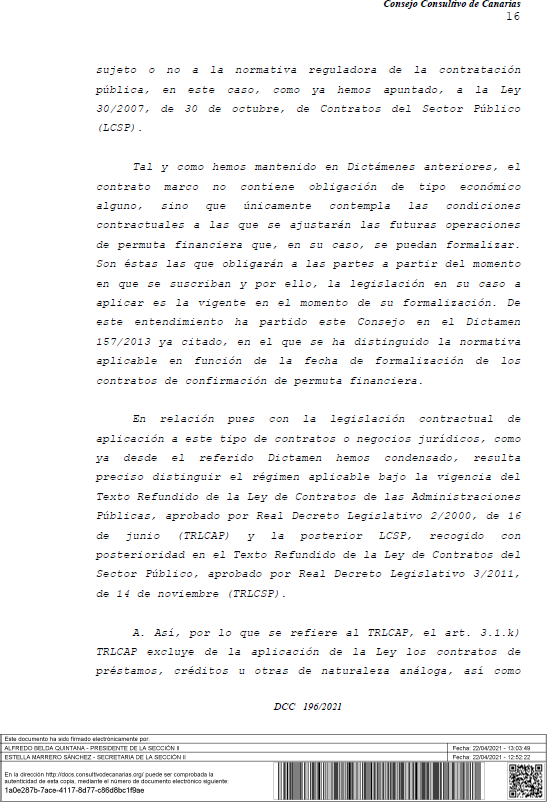 Consejo Consultivo de Canarias
16
sujeto o no a la normativa reguladora de la contratación
pública, en este caso, como ya hemos apuntado, a la Ley
30/2007, de 30 de octubre, de Contratos del Sector Público
(LCSP).
Tal y como hemos mantenido en Dictámenes anteriores, el
contrato marco no contiene obligación de tipo económico
alguno, sino que únicamente contempla las condiciones
contractuales a las que se ajustarán las futuras operaciones
de permuta financiera que, en su caso, se puedan formalizar.
Son éstas las que obligarán a las partes a partir del momento
en que se suscriban y por ello, la legislación en su caso a
aplicar es la vigente en el momento de su formalización. De
este entendimiento ha partido este Consejo en el Dictamen
157/2013 ya citado, en el que se ha distinguido la normativa
aplicable en función de la fecha de formalización de los
contratos de confirmación de permuta financiera.
En relación pues con la legislación contractual de
aplicación a este tipo de contratos o negocios jurídicos, como
ya desde el referido Dictamen hemos condensado, resulta
preciso distinguir el régimen aplicable bajo la vigencia del
Texto Refundido de la Ley de Contratos de las Administraciones
Públicas, aprobado por Real Decreto Legislativo 2/2000, de 16
de junio (TRLCAP) y la posterior LCSP, recogido con
posterioridad en el Texto Refundido de la Ley de Contratos del
Sector Público, aprobado por Real Decreto Legislativo 3/2011,
de 14 de noviembre (TRLCSP).
A. Así, por lo que se refiere al TRLCAP, el art. 3.1.k)
TRLCAP excluye de la aplicación de la Ley los contratos de
préstamos, créditos u otras de naturaleza análoga, así como
DCC 196/2021
Este documento ha sido firmado electrónicamente por:
ALFREDO BELDA QUINTANA - PRESIDENTE DE LA SECCIÓN II Fecha: 22/04/2021 - 13:03:49
ESTELLA MARRERO SÁNCHEZ - SECRETARIA DE LA SECCIÓN II Fecha: 22/04/2021 - 12:52:22
En la dirección http://docs.consultivodecanarias.org/ puede ser comprobada la
autenticidad de esta copia, mediante el número de documento electrónico siguiente:
1a0e287b-7ace-4117-8d77-c86d8bc1f9ae